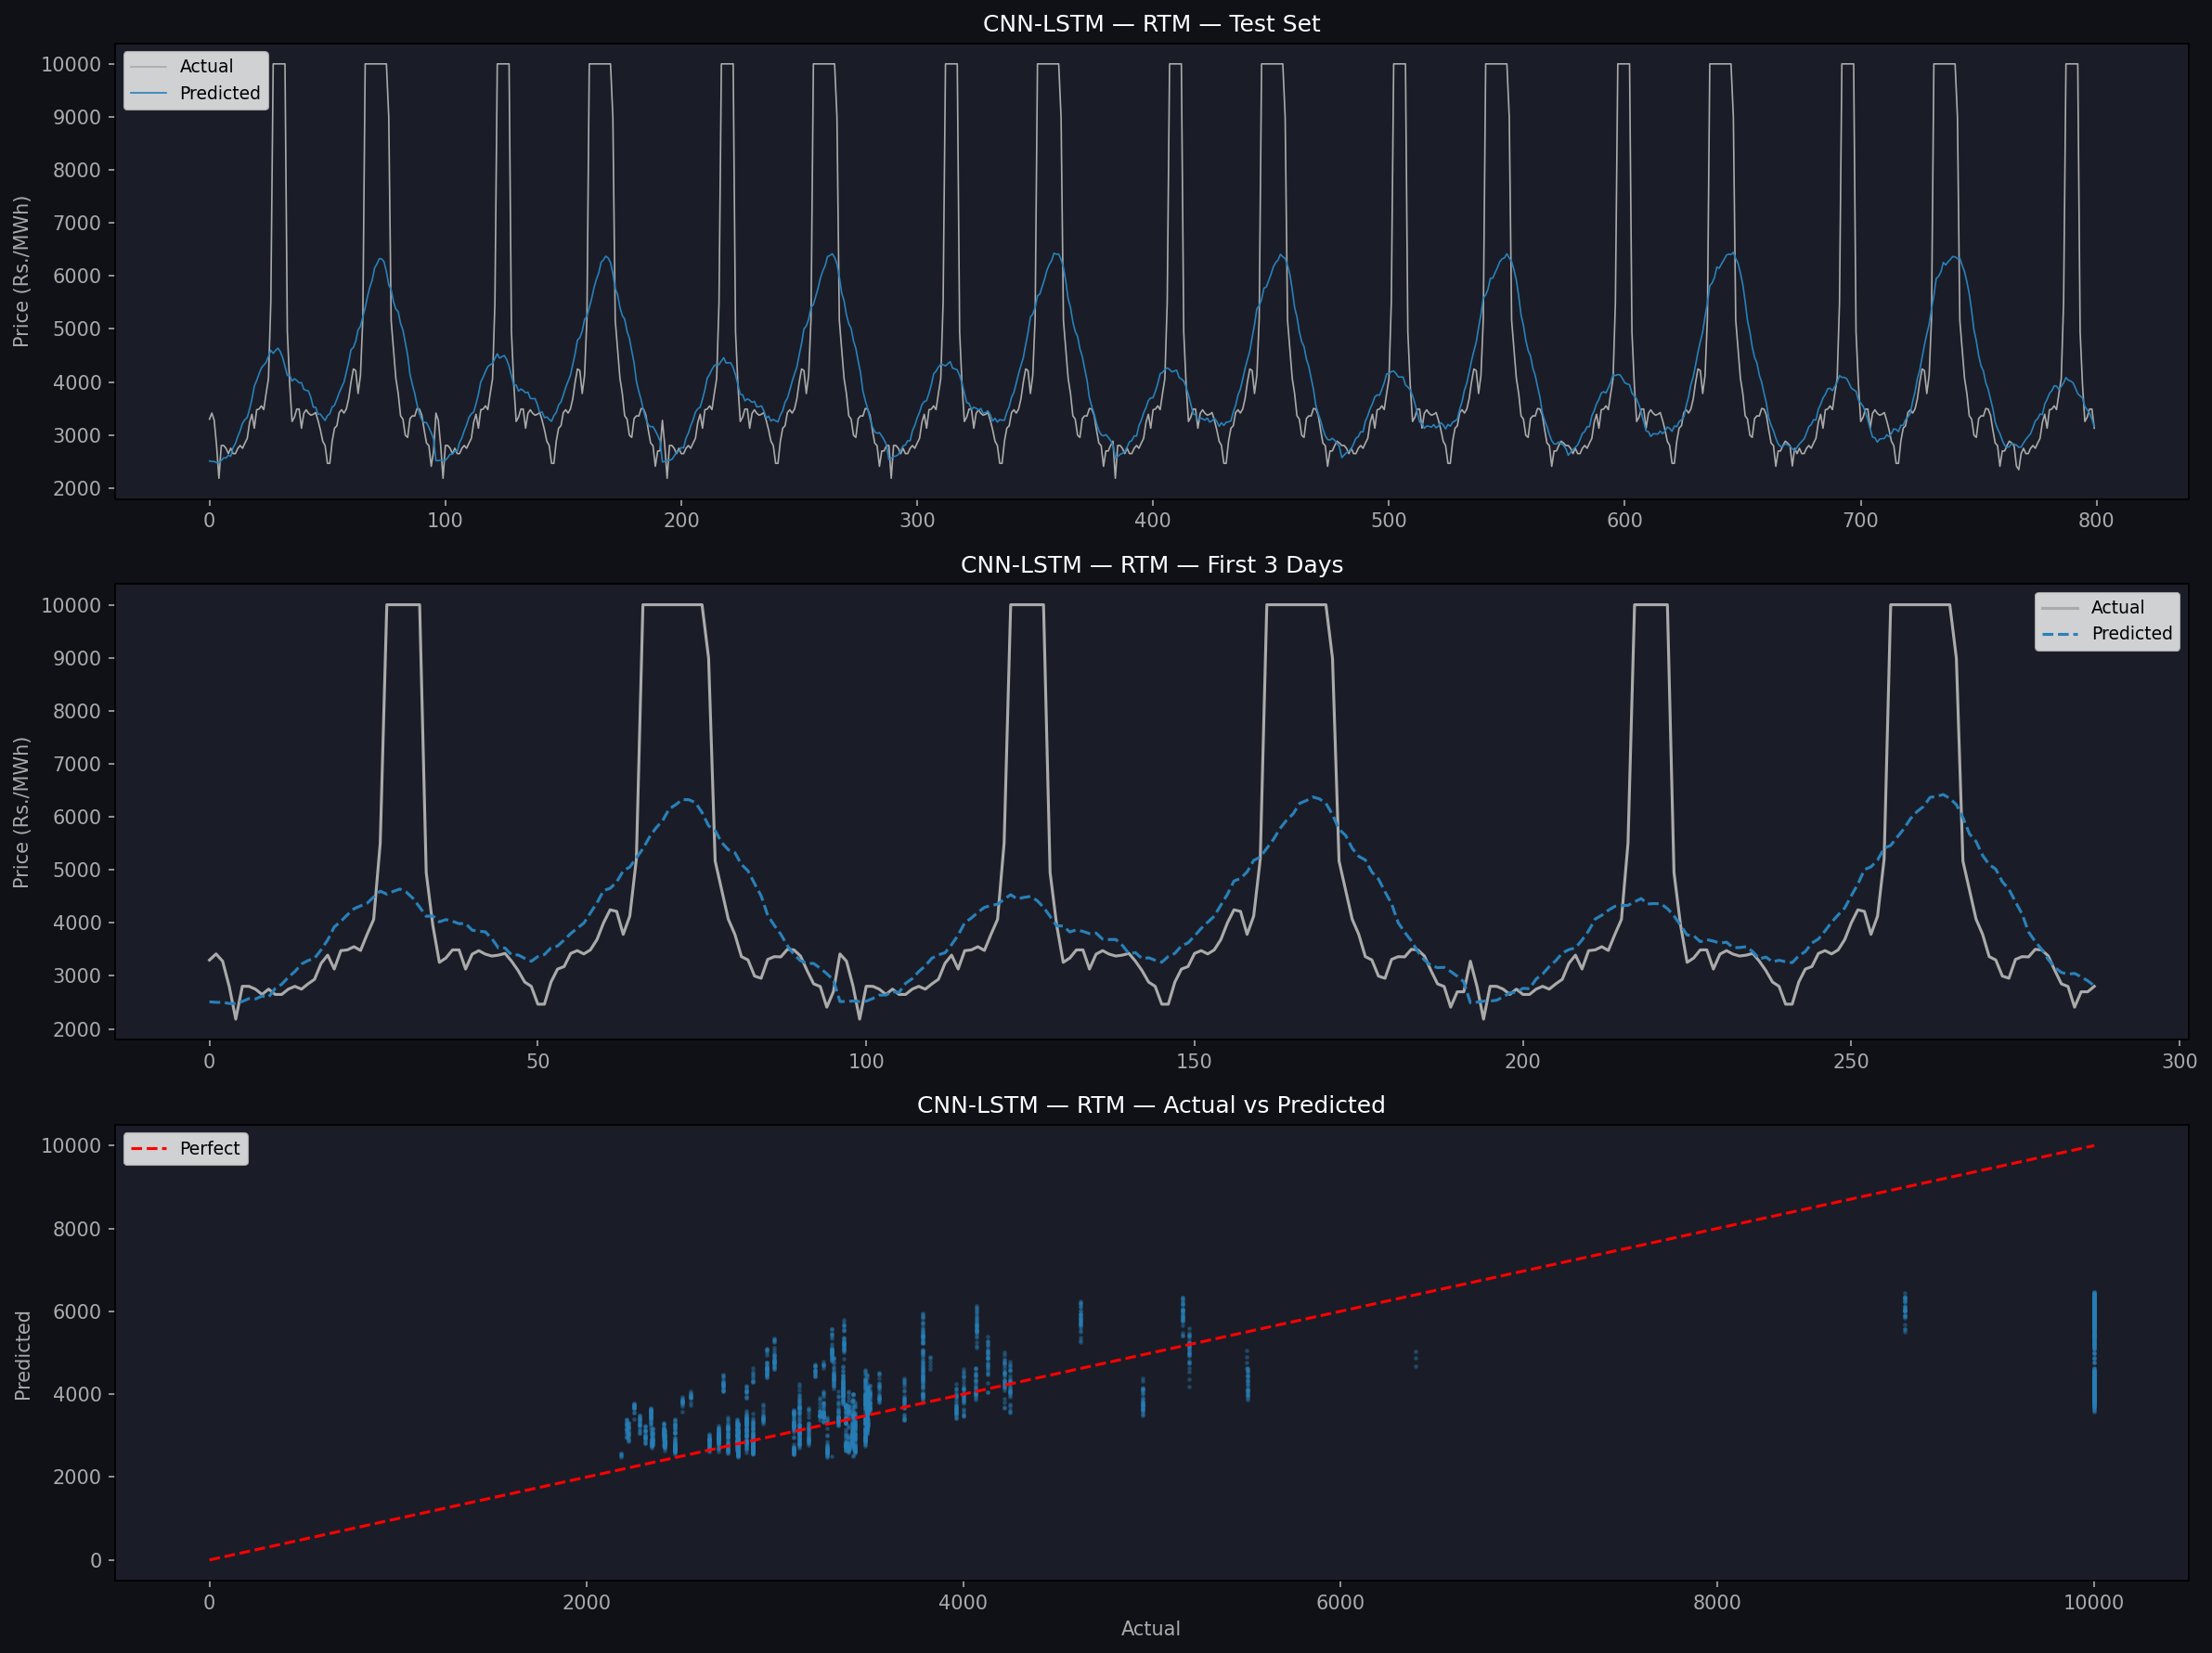 CNN-LSTM — RTM — Test Set
Price (Rs./MWh)
10000
9000
8000
7000
6000
5000
4000
3000
2000
Actual
Predicted
0 100 200 300 400 500 600 700 800
CNN-LSTM — RTM — First 3 Days
Price (Rs./MWh)
10000
9000
8000
7000
6000
5000
4000
3000
2000
Actual
Predicted
0 50 100 150 200 250 300
CNN-LSTM — RTM — Actual vs Predicted
Predicted
10000
8000
6000
4000
2000
0
Perfect
0 2000 4000 6000 8000 10000
Actual